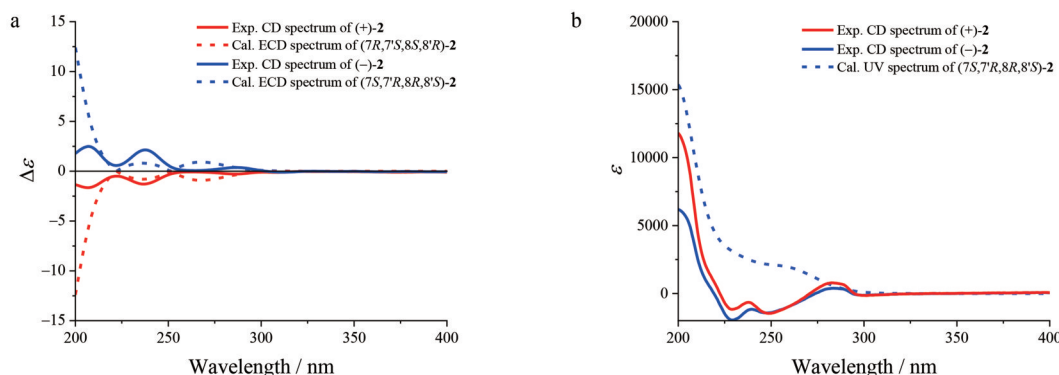 a
Exp. CD spectrum of (+)-2
Cal. ECD spectrum of (7R,7'S,8S,8'R)-2
Exp. CD spectrum of (−)-2
Cal. ECD spectrum of (7S,7'R,8R,8'S)-2
15
10
5
0
−5
−10
−15
Δε
200
250
300
350
400
Wavelength / nm
b
Exp. CD spectrum of (+)-2
Exp. CD spectrum of (−)-2
Cal. UV spectrum of (7S,7'R,8R,8'S)-2
20000
15000
10000
5000
0
ε
200
250
300
350
400
Wavelength / nm